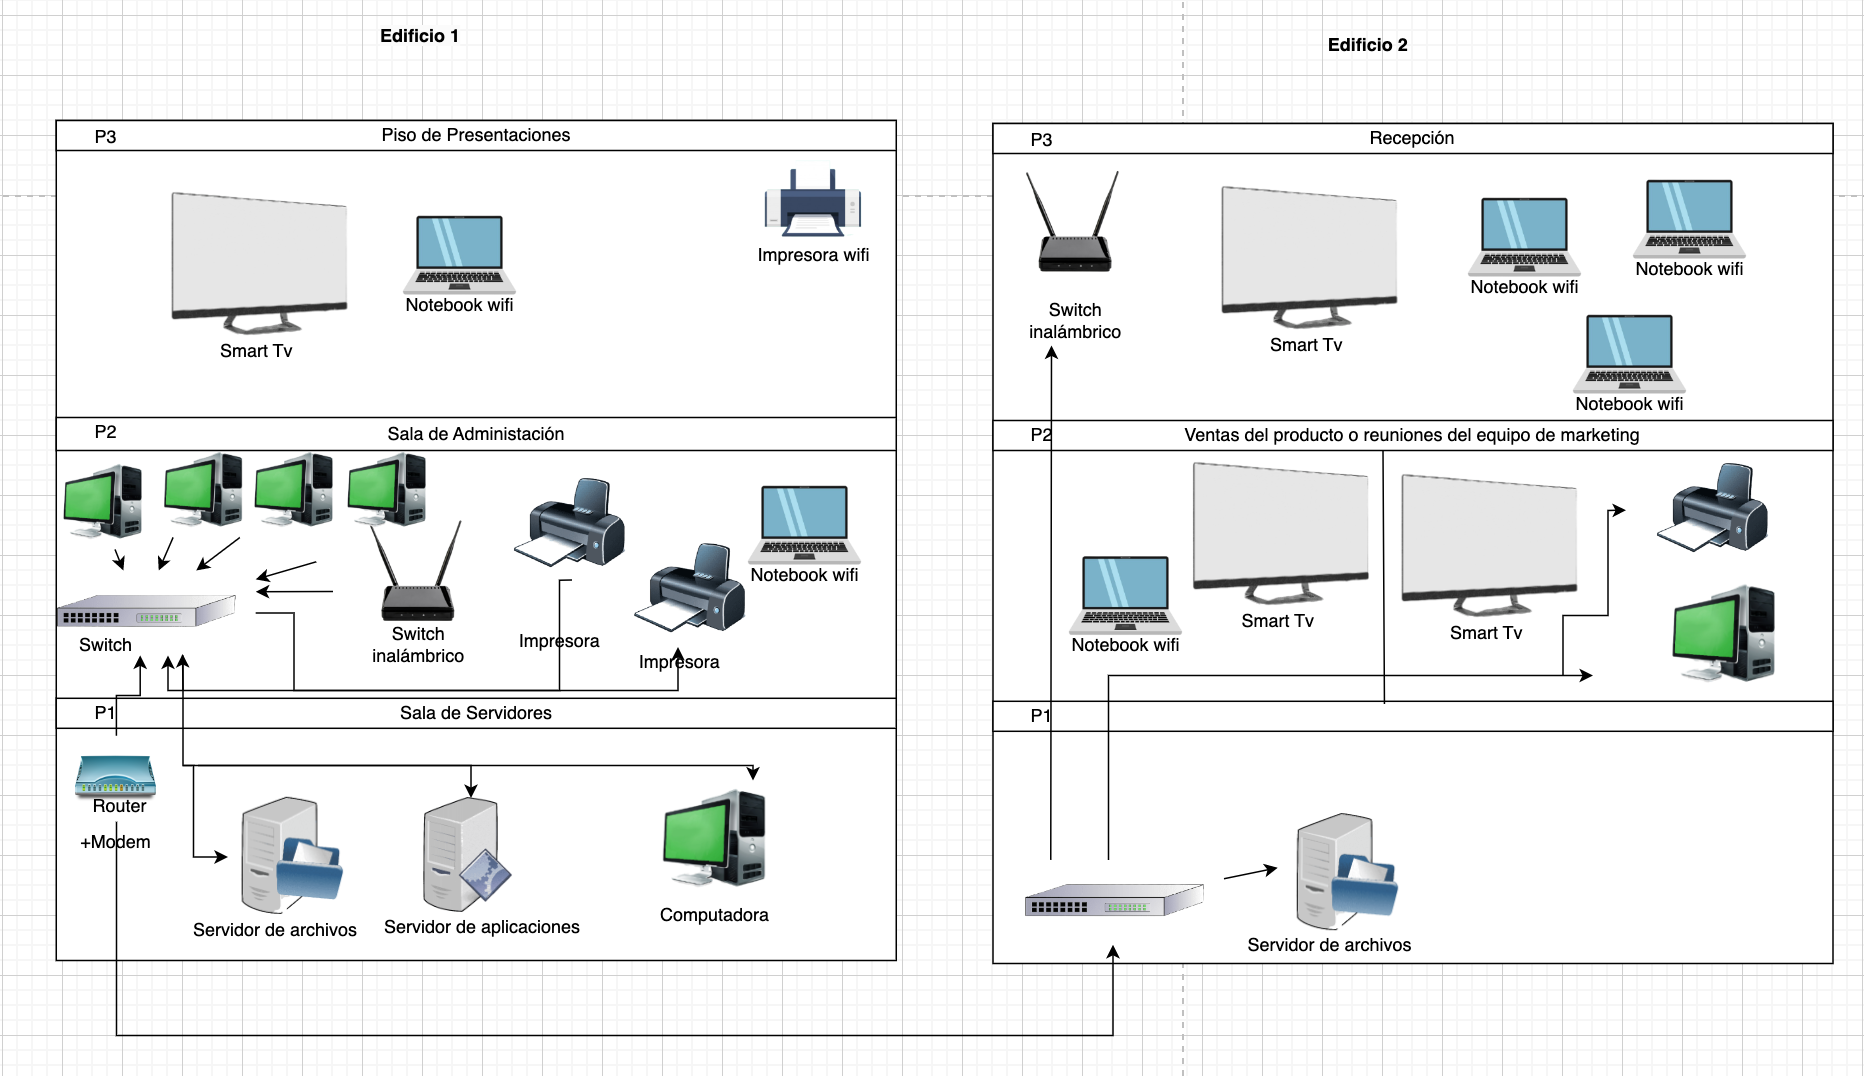 Edificio 1
P3
Piso de Presentaciones
Smart Tv
Notebook wifi
Impresora wifi
P2
Sala de Administación
Switch
Switch
inalámbrico
Impresora
Impresora
Notebook wifi
P1
Sala de Servidores
Router
+Modem
Servidor de archivos
Servidor de aplicaciones
Computadora
Edificio 2
P3
Recepción
Switch
inalámbrico
Smart Tv
Notebook wifi
Notebook wifi
Notebook wifi
P2
Ventas del producto o reuniones del equipo de marketing
Notebook wifi
Smart Tv
Smart Tv
P1
Servidor de archivos